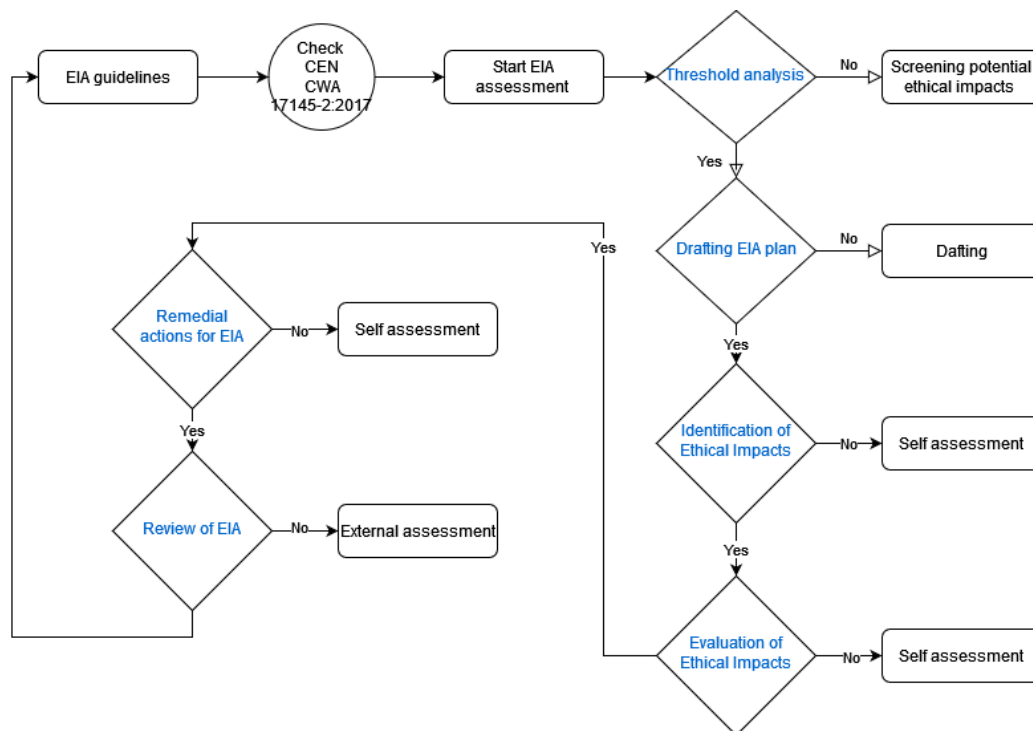 EIA guidelines
Check
CEN
CWA
17145-2:2017
Start EIA
assessment
Threshold analysis
No
Screening potential
ethical impacts
Yes
Drafting EIA plan
No
Dafting
Yes
Yes
Remedial
actions for EIA
No
Self assessment
Identification of
Ethical Impacts
No
Self assessment
Yes
Review of EIA
No
External assessment
Yes
Evaluation of
Ethical Impacts
No
Self assessment